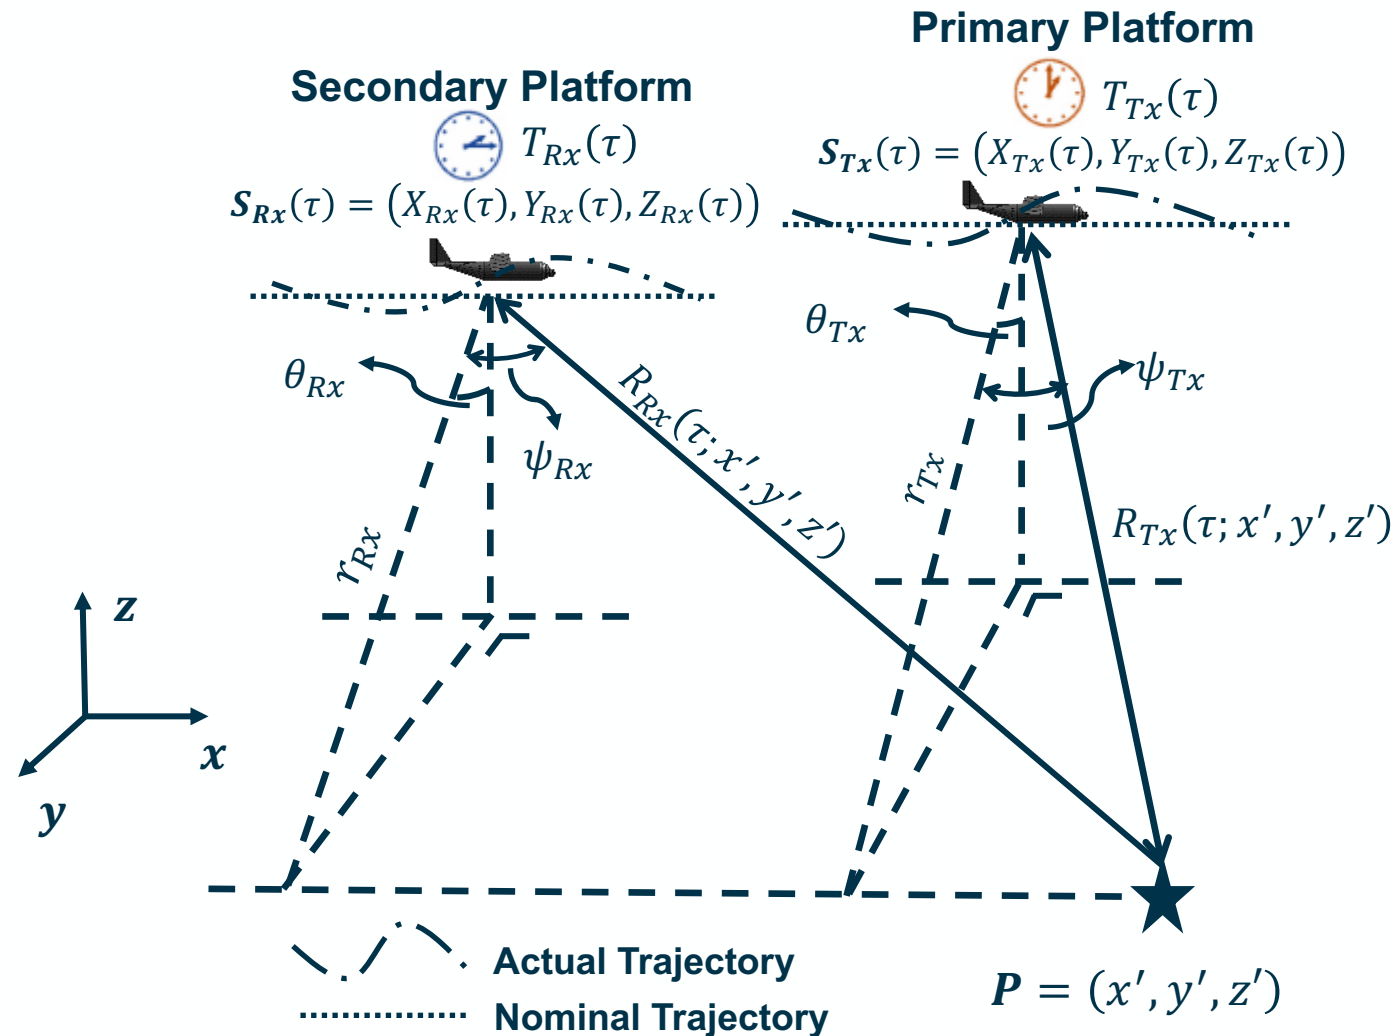 Primary Platform
Secondary Platform
T_{Tx}(τ)
T_{Rx}(τ)
S_{Tx}(τ) = (X_{Tx}(τ), Y_{Tx}(τ), Z_{Tx}(τ))
S_{Rx}(τ) = (X_{Rx}(τ), Y_{Rx}(τ), Z_{Rx}(τ))
θ_{Tx}
θ_{Rx}
ψ_{Tx}
ψ_{Rx}
R_{Rx}(τ; x′, y′, z′)
r_{Tx}
R_{Tx}(τ; x′, y′, z′)
r_{Rx}
z
x
y
Actual Trajectory
P = (x′, y′, z′)
Nominal Trajectory